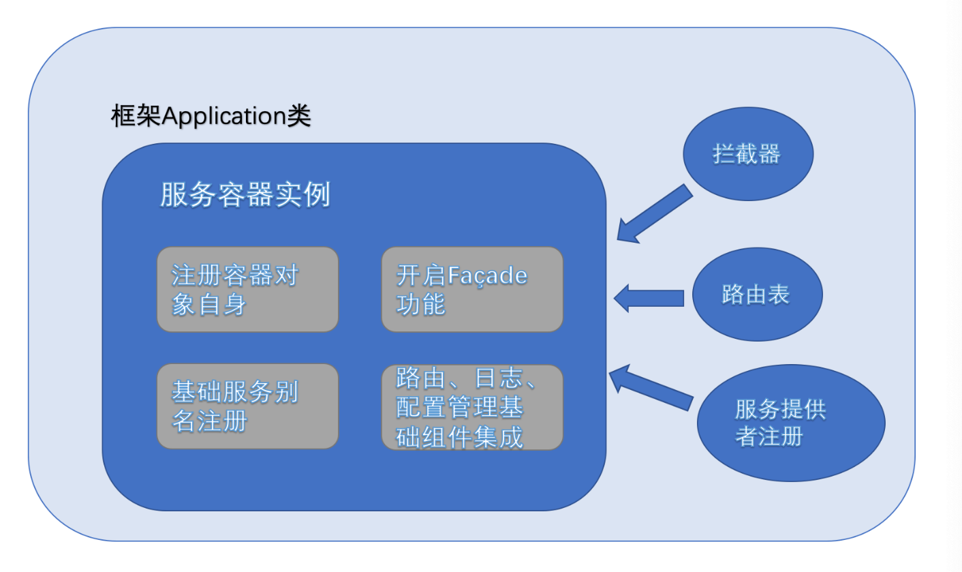 框架Application类
服务容器实例
注册容器对
象自身
开启Façade
功能
基础服务别
名注册
路由、日志、
配置管理基
础组件集成
拦截器
路由表
服务提供
者注册